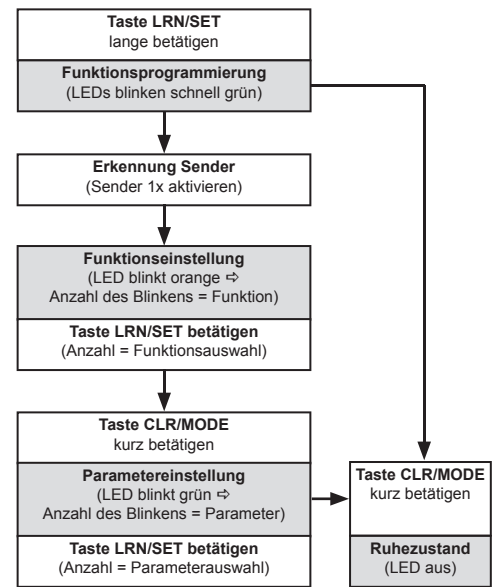 Taste LRN/SET
lange betätigen
Funktionsprogrammierung
(LEDs blinken schnell grün)
Erkennung Sender
(Sender 1x aktivieren)
Funktionseinstellung
(LED blinkt orange ⇨
Anzahl des Blinkens = Funktion)
Taste LRN/SET betätigen
(Anzahl = Funktionsauswahl)
Taste CLR/MODE
kurz betätigen
Parametereinstellung
(LED blinkt grün ⇨
Anzahl des Blinkens = Parameter)
Taste LRN/SET betätigen
(Anzahl = Parameterauswahl)
Taste CLR/MODE
kurz betätigen
Ruhezustand
(LED aus)